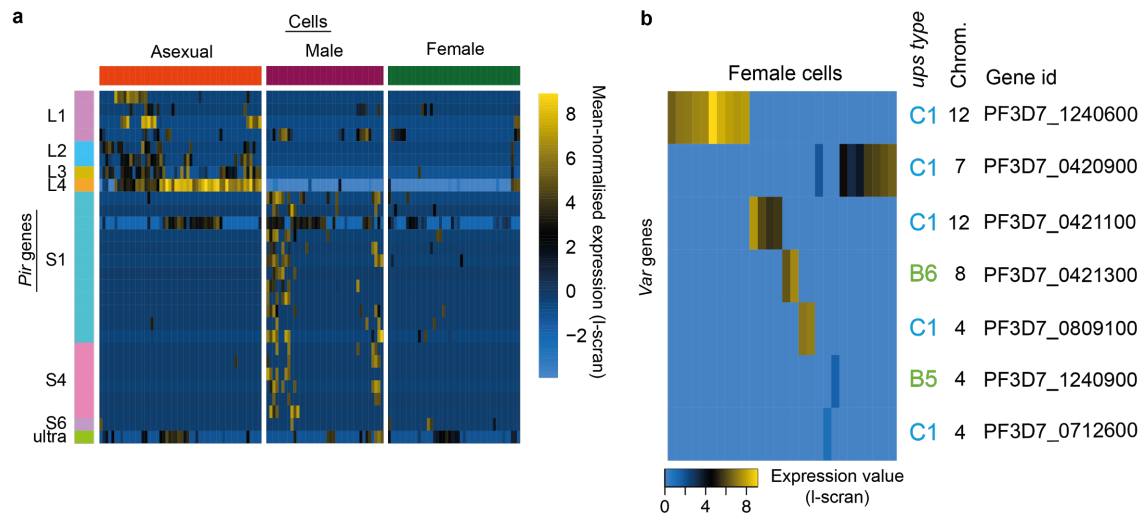 a
Cells
Asexual Male Female
L1
L2
L3
L4
S1
S4
S6
ultra
Pir genes
8
6
4
2
0
−2
Mean-normalised expression (l-scran)
b
Female cells
ups type
Chrom.
Gene id
Var genes
C1 12 PF3D7_1240600
C1 7 PF3D7_0420900
C1 12 PF3D7_0421100
B6 8 PF3D7_0421300
C1 4 PF3D7_0809100
B5 4 PF3D7_1240900
C1 4 PF3D7_0712600
0 4 8
Expression value
(l-scran)